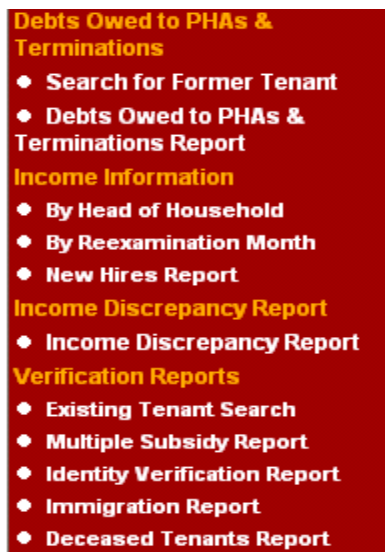 Debts Owed to PHAs &
Terminations
● Search for Former Tenant
● Debts Owed to PHAs &
Terminations Report
Income Information
● By Head of Household
● By Reexamination Month
● New Hires Report
Income Discrepancy Report
● Income Discrepancy Report
Verification Reports
● Existing Tenant Search
● Multiple Subsidy Report
● Identity Verification Report
● Immigration Report
● Deceased Tenants Report